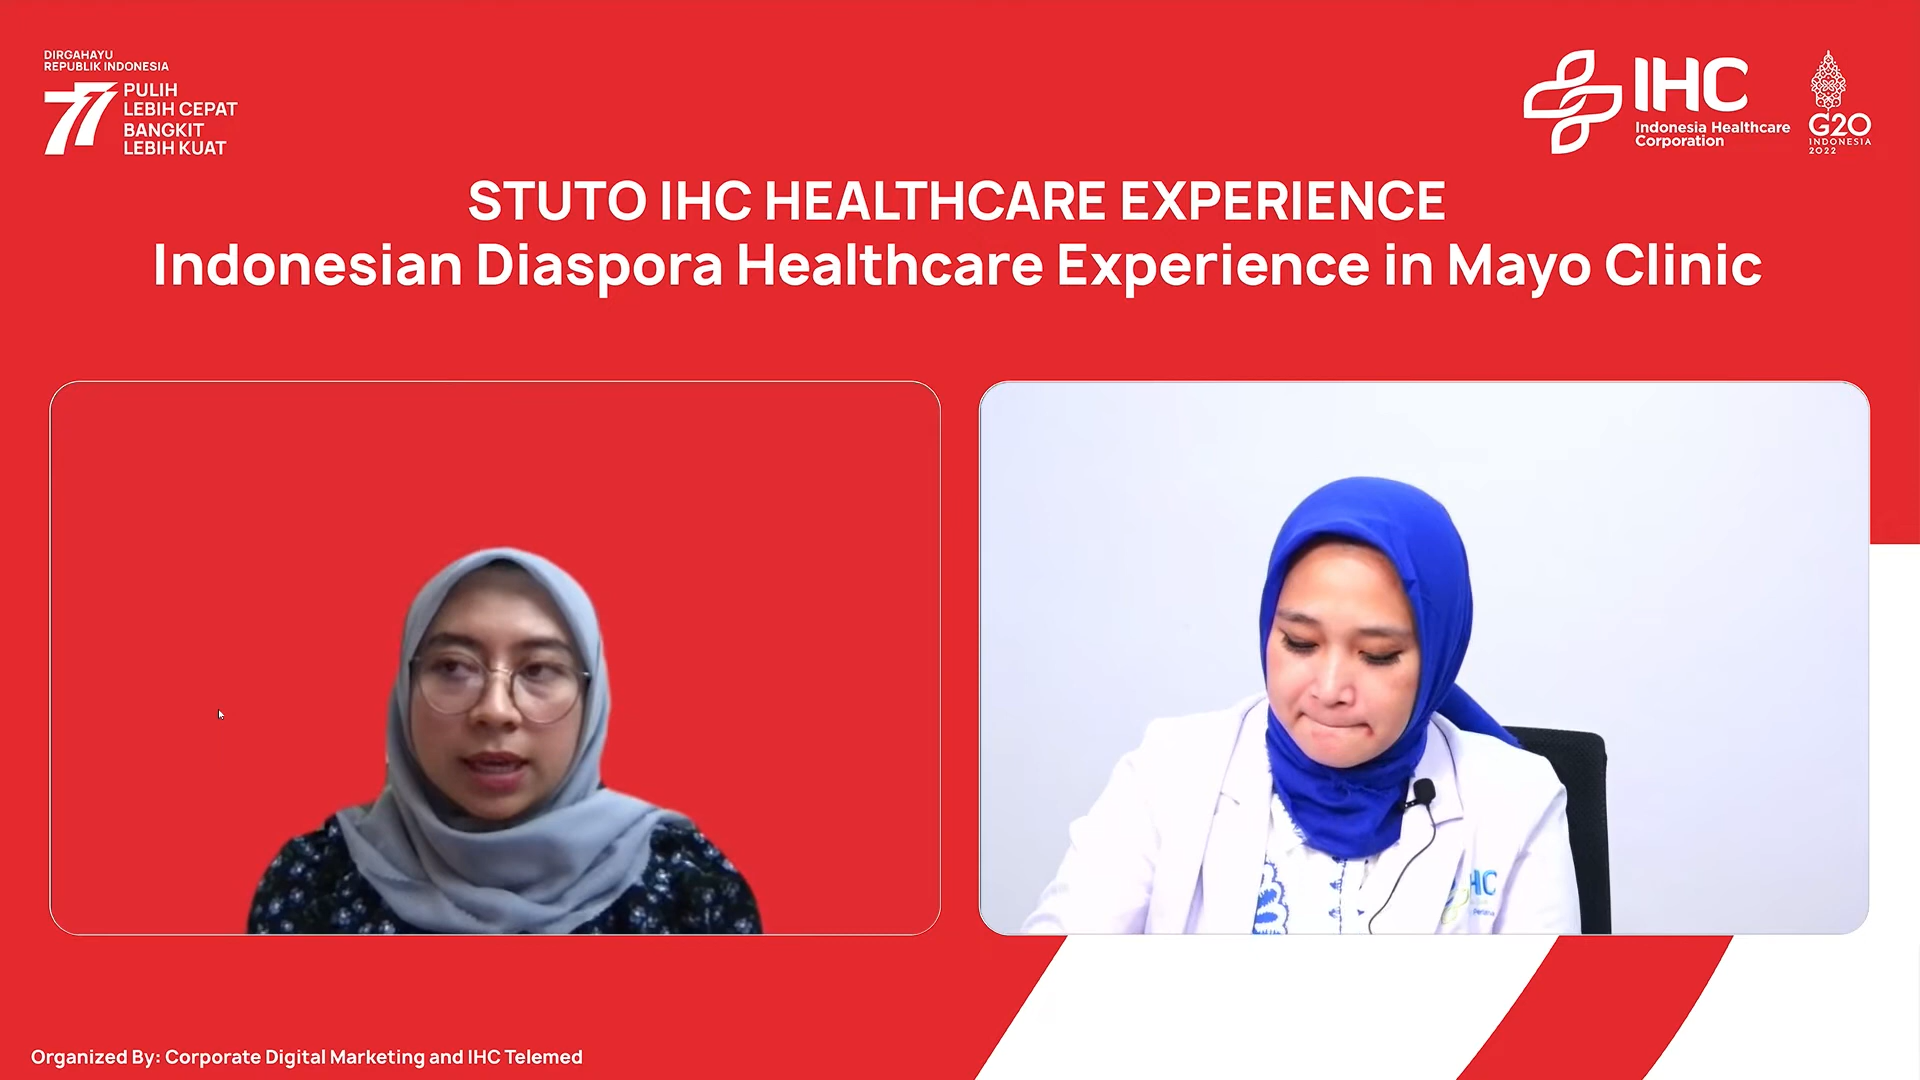 DIRGAHAYU
REPUBLIK INDONESIA
77
PULIH
LEBIH CEPAT
BANGKIT
LEBIH KUAT
IHC
Indonesia Healthcare
Corporation
G20
INDONESIA
2022
STUTO IHC HEALTHCARE EXPERIENCE
Indonesian Diaspora Healthcare Experience in Mayo Clinic
HC
Organized By: Corporate Digital Marketing and IHC Telemed